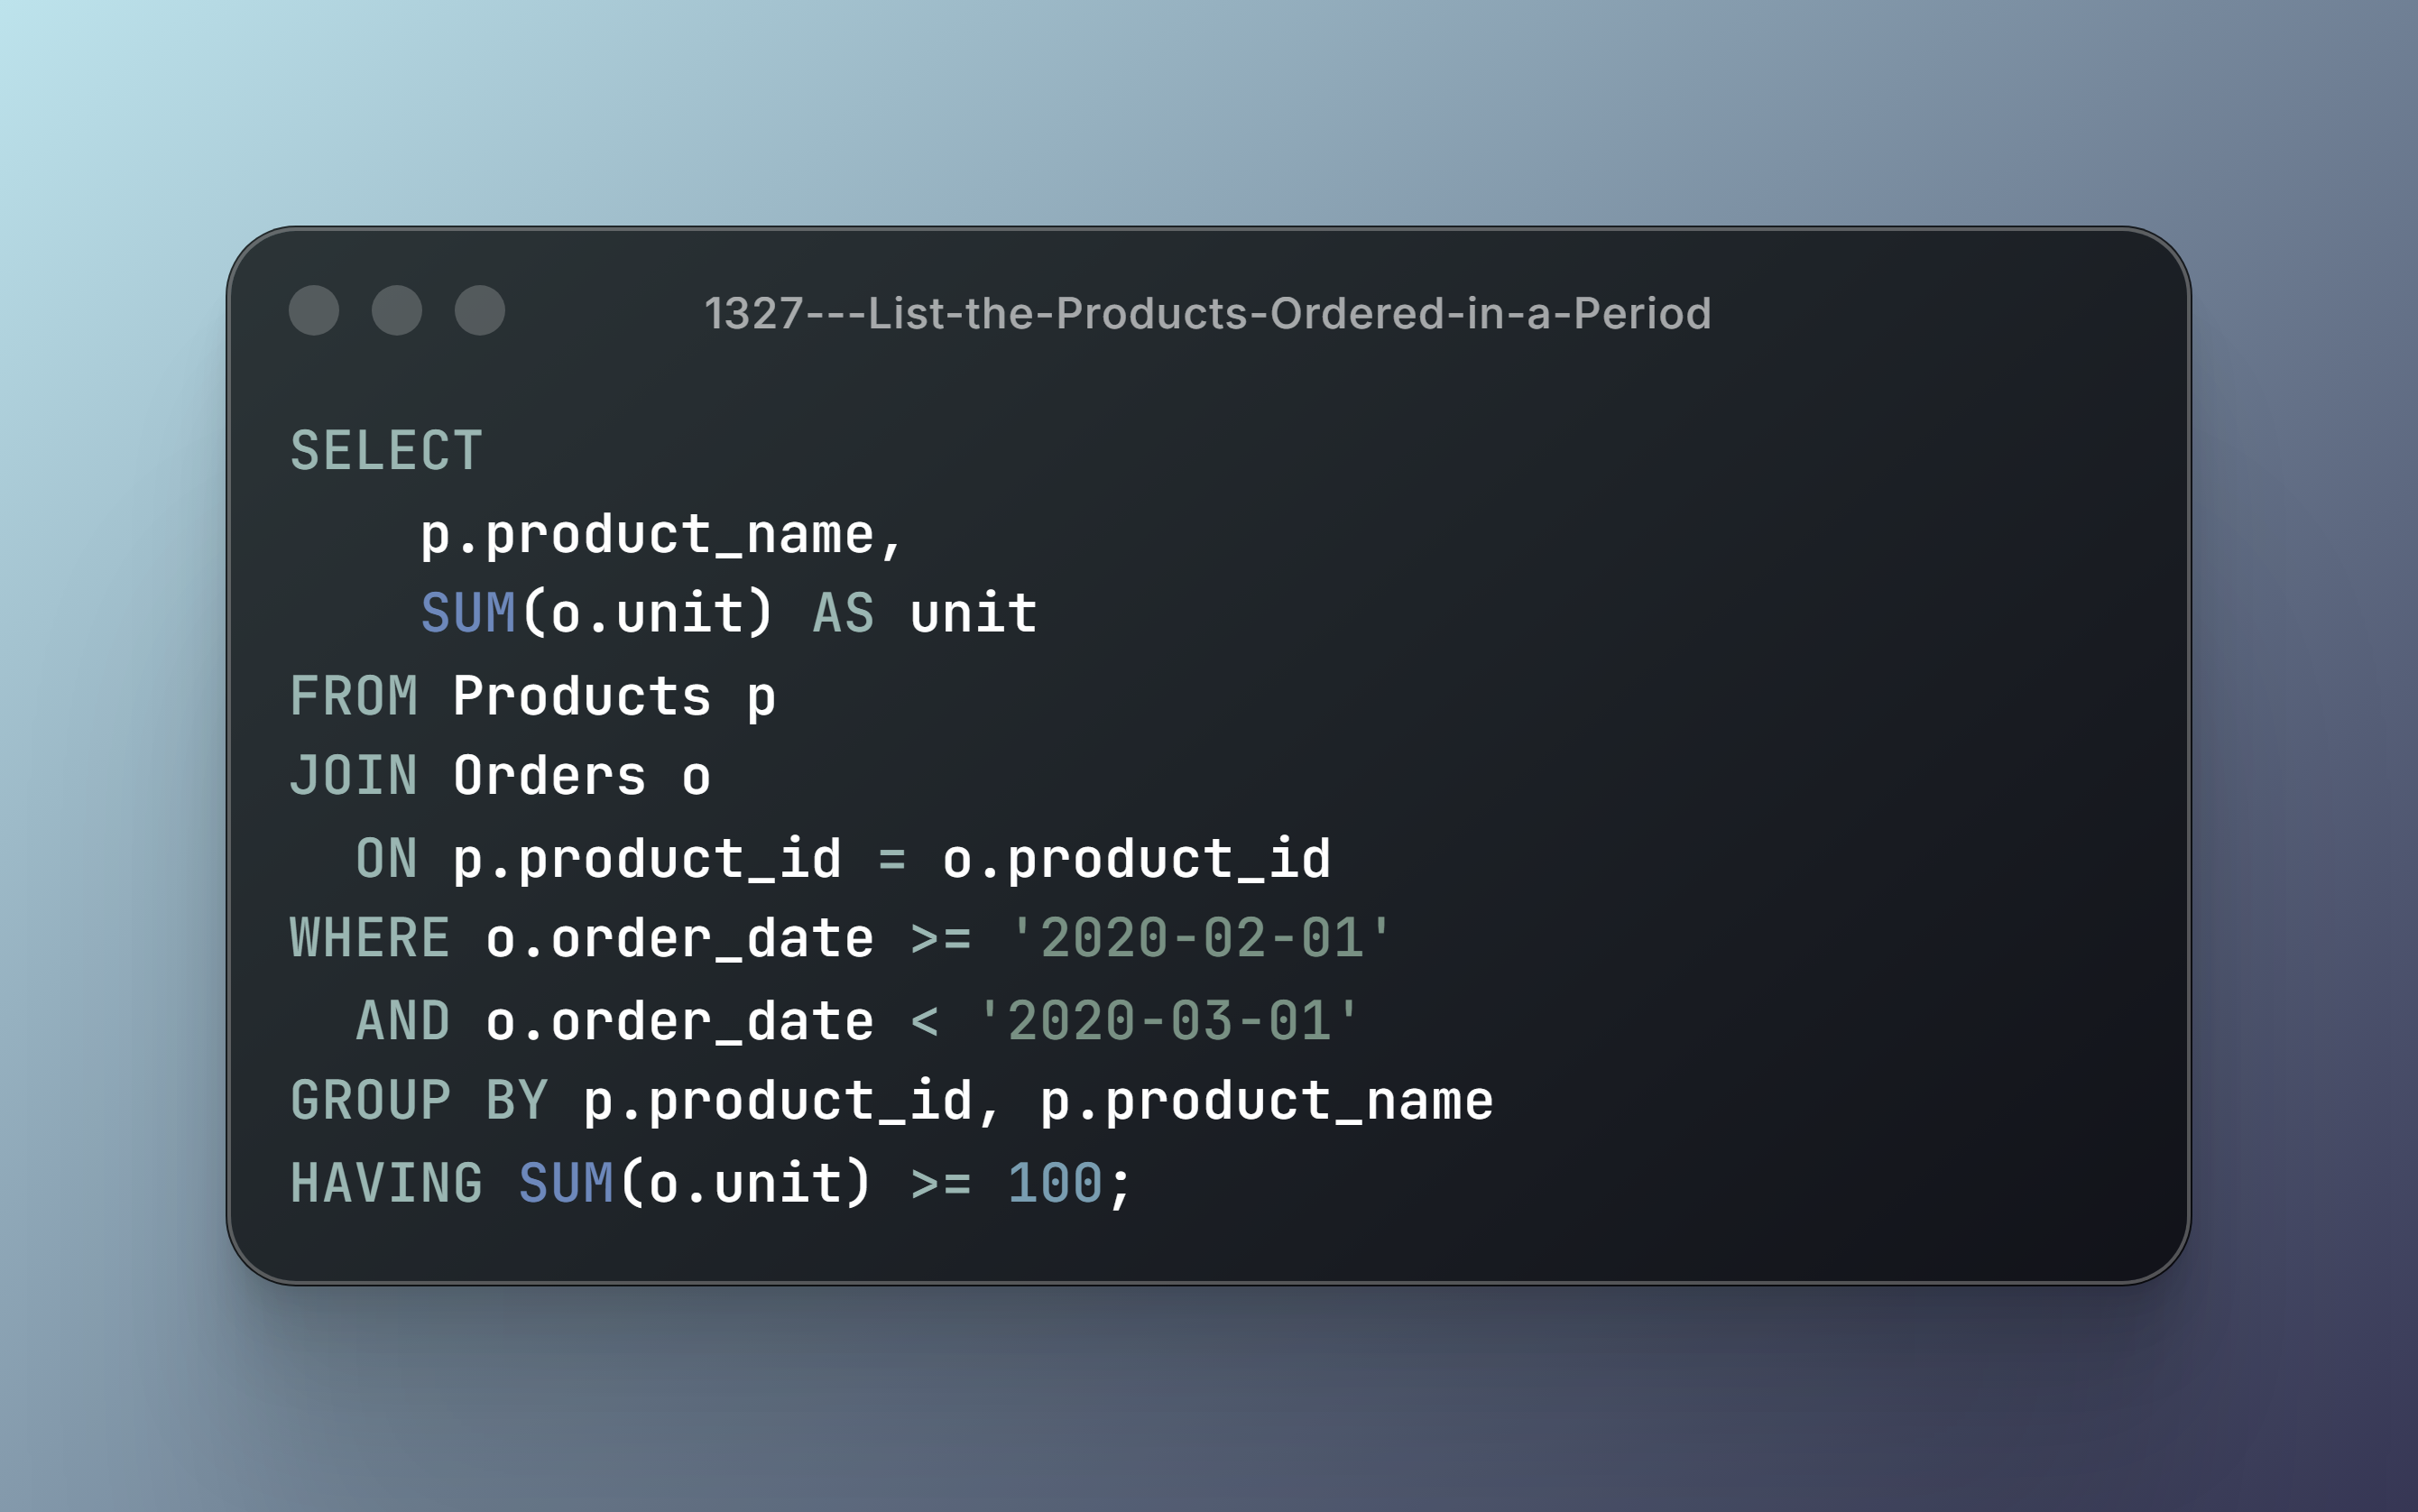 1327---List-the-Products-Ordered-in-a-Period
SELECT
    p.product_name,
    SUM(o.unit) AS unit
FROM Products p
JOIN Orders o
  ON p.product_id = o.product_id
WHERE o.order_date >= '2020-02-01'
  AND o.order_date < '2020-03-01'
GROUP BY p.product_id, p.product_name
HAVING SUM(o.unit) >= 100;